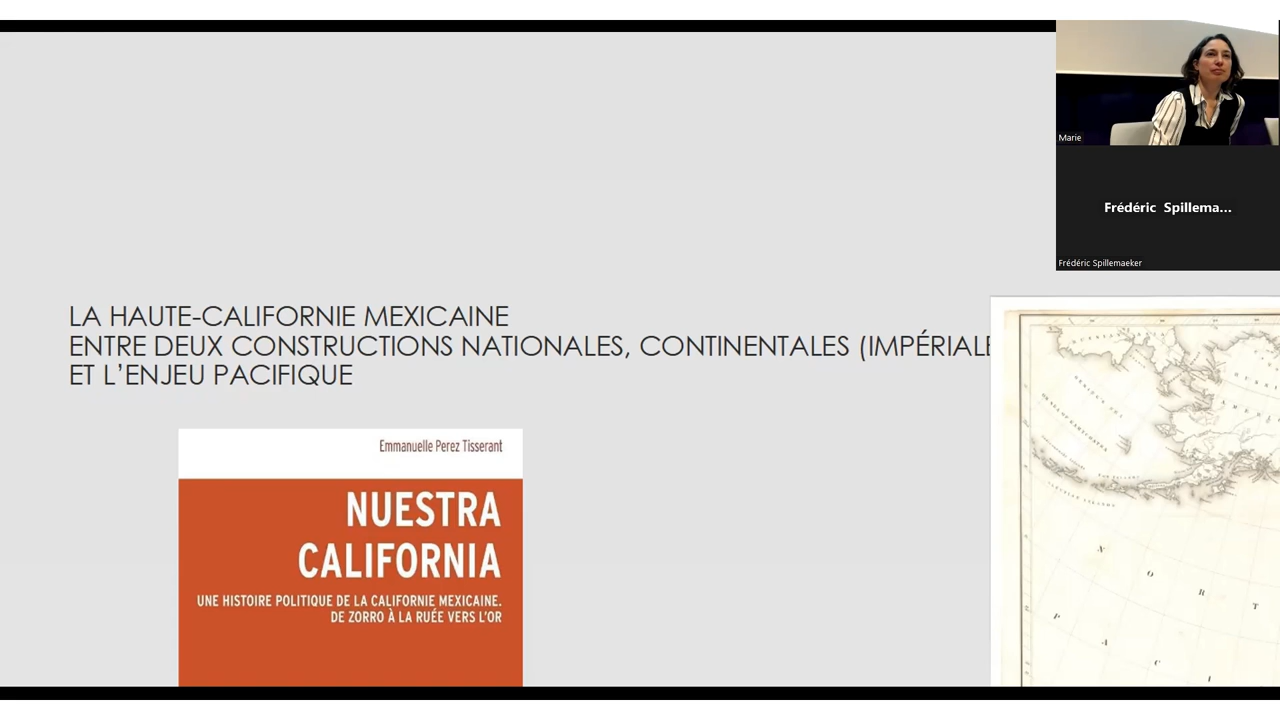 LA HAUTE-CALIFORNIE MEXICAINE
ENTRE DEUX CONSTRUCTIONS NATIONALES, CONTINENTALES (IMPÉRIALE
ET L'ENJEU PACIFIQUE
Emmanuelle Perez Tisserant
NUESTRA
CALIFORNIA
UNE HISTOIRE POLITIQUE DE LA CALIFORNIE MEXICAINE.
DE ZORRO À LA RUÉE VERS L'OR
Marie
Frédéric Spillema...
Frédéric Spillemaeker
N O R T
P A C I